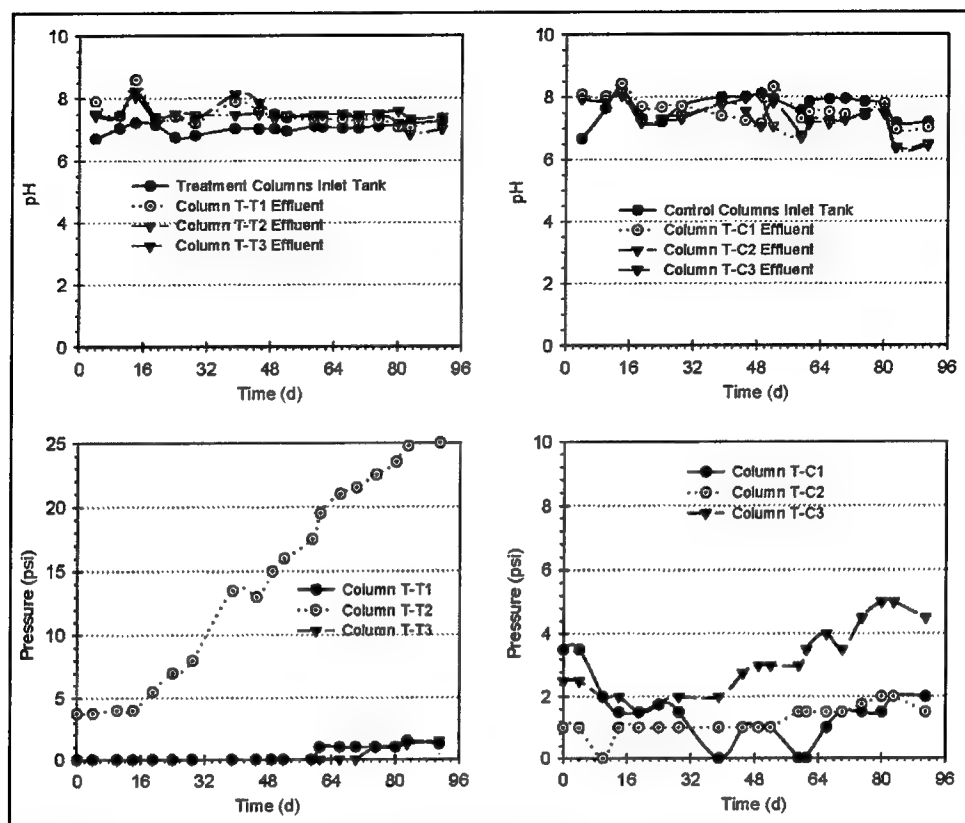 10
8
6
4
2
0
pH
Treatment Columns Inlet Tank
Column T-T1 Effluent
Column T-T2 Effluent
Column T-T3 Effluent
0 16 32 48 64 80 96
Time (d)
10
8
6
4
2
0
pH
Control Columns Inlet Tank
Column T-C1 Effluent
Column T-C2 Effluent
Column T-C3 Effluent
0 16 32 48 64 80 96
Time (d)
25
20
15
10
5
0
Pressure (psi)
Column T-T1
Column T-T2
Column T-T3
0 16 32 48 64 80 96
Time (d)
10
8
6
4
2
0
Pressure (psi)
Column T-C1
Column T-C2
Column T-C3
0 16 32 48 64 80 96
Time (d)